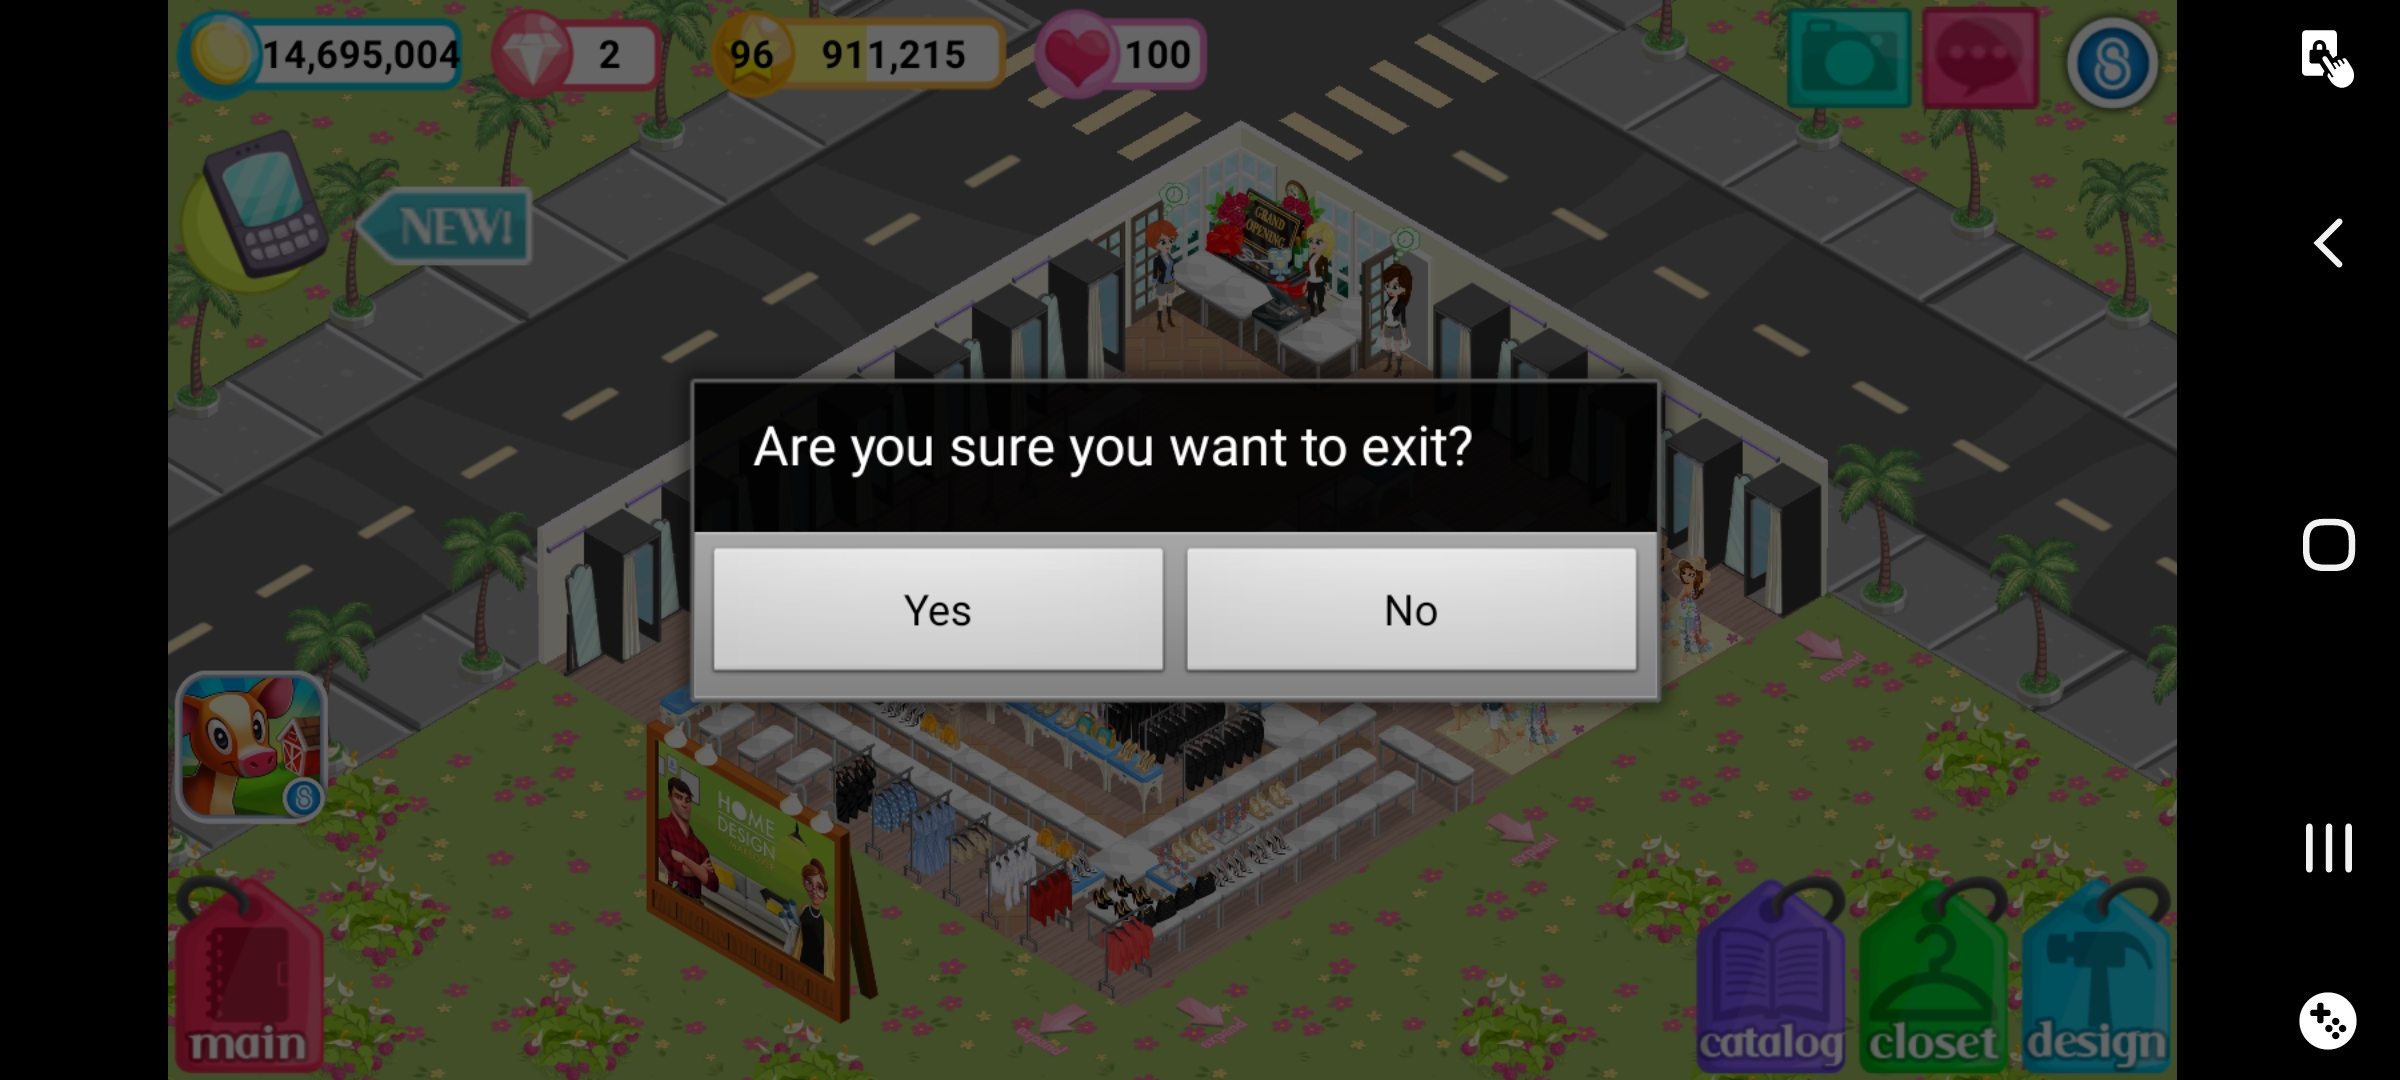 14,695,004
2
96
911,215
100
NEW!
GRAND
OPENING
Are you sure you want to exit?
Yes
No
HOME
DESIGN
main
catalog
closet
design